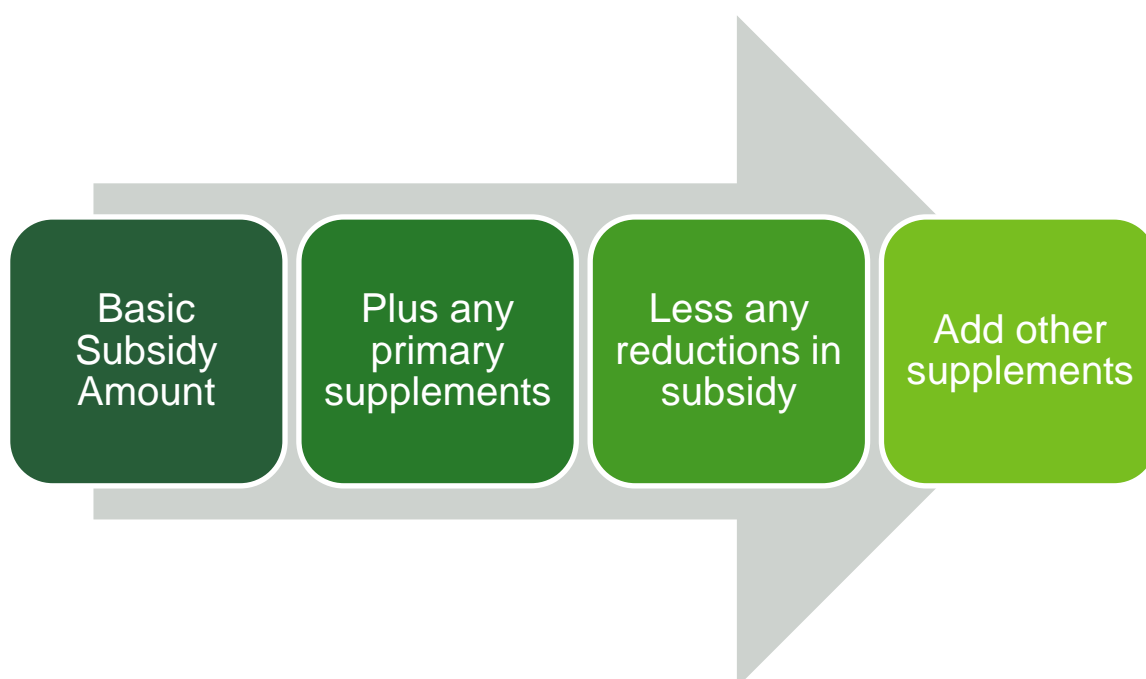 Basic
Subsidy
Amount
Plus any
primary
supplements
Less any
reductions in
subsidy
Add other
supplements